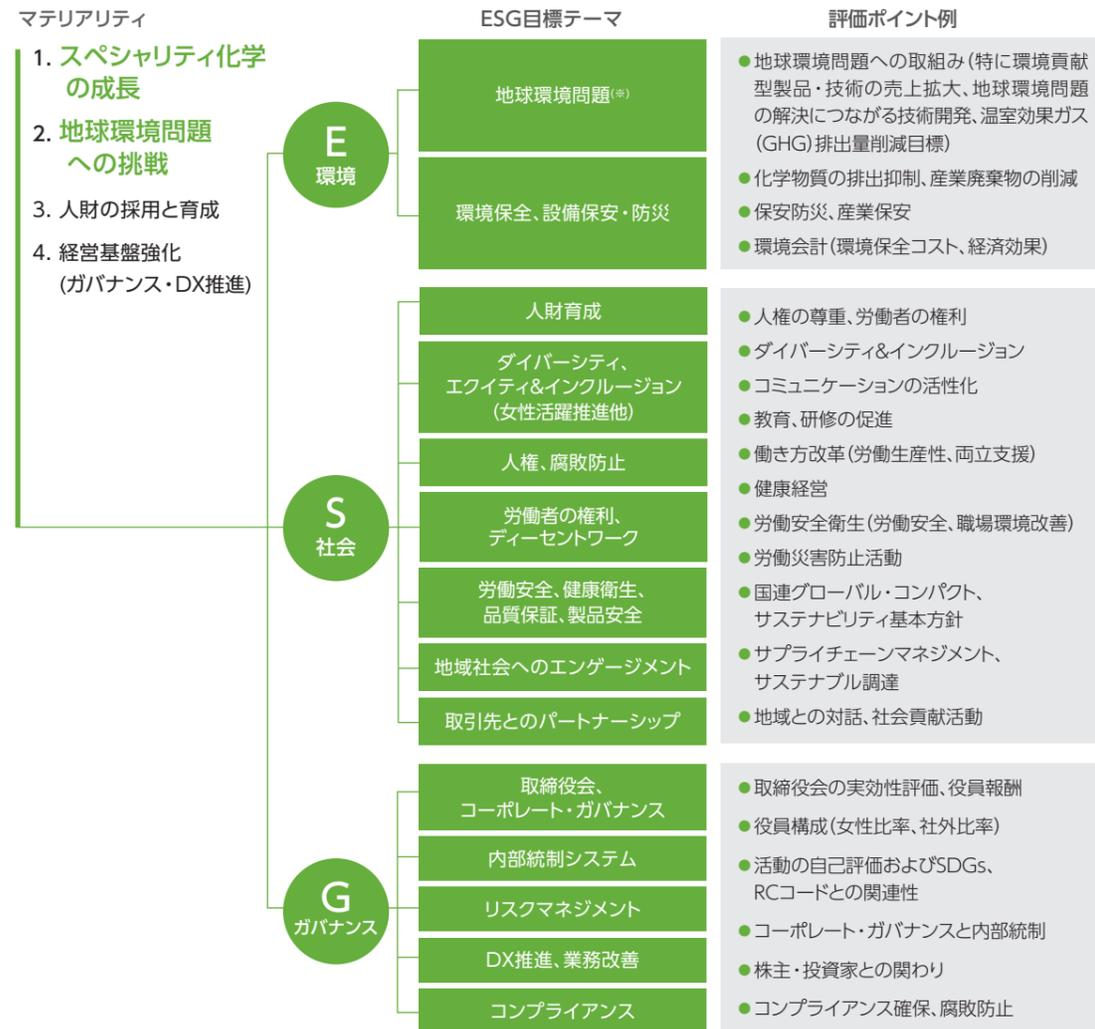 マテリアリティ
1. スペシャリティ化学
の成長
2. 地球環境問題
への挑戦
3. 人財の採用と育成
4. 経営基盤強化
(ガバナンス・DX推進)
ESG目標テーマ
評価ポイント例
E
環境
地球環境問題(※)
環境保全、設備保安・防災
●地球環境問題への取組み(特に環境貢献
型製品・技術の売上拡大、地球環境問題
の解決につながる技術開発、温室効果ガス
(GHG)排出量削減目標)
●化学物質の排出抑制、産業廃棄物の削減
●保安防災、産業保安
●環境会計(環境保全コスト、経済効果)
S
社会
人財育成
ダイバーシティ、
エクイティ&インクルージョン
(女性活躍推進他)
人権、腐敗防止
労働者の権利、
ディーセントワーク
労働安全、健康衛生、
品質保証、製品安全
地域社会へのエンゲージメント
取引先とのパートナーシップ
●人権の尊重、労働者の権利
●ダイバーシティ&インクルージョン
●コミュニケーションの活性化
●教育、研修の促進
●働き方改革(労働生産性、両立支援)
●健康経営
●労働安全衛生(労働安全、職場環境改善)
●労働災害防止活動
●国連グローバル・コンパクト、
サステナビリティ基本方針
●サプライチェーンマネジメント、
サステナブル調達
●地域との対話、社会貢献活動
G
ガバナンス
取締役会、
コーポレート・ガバナンス
内部統制システム
リスクマネジメント
DX推進、業務改善
コンプライアンス
●取締役会の実効性評価、役員報酬
●役員構成(女性比率、社外比率)
●活動の自己評価およびSDGs、
RCコードとの関連性
●コーポレート・ガバナンスと内部統制
●株主・投資家との関わり
●コンプライアンス確保、腐敗防止